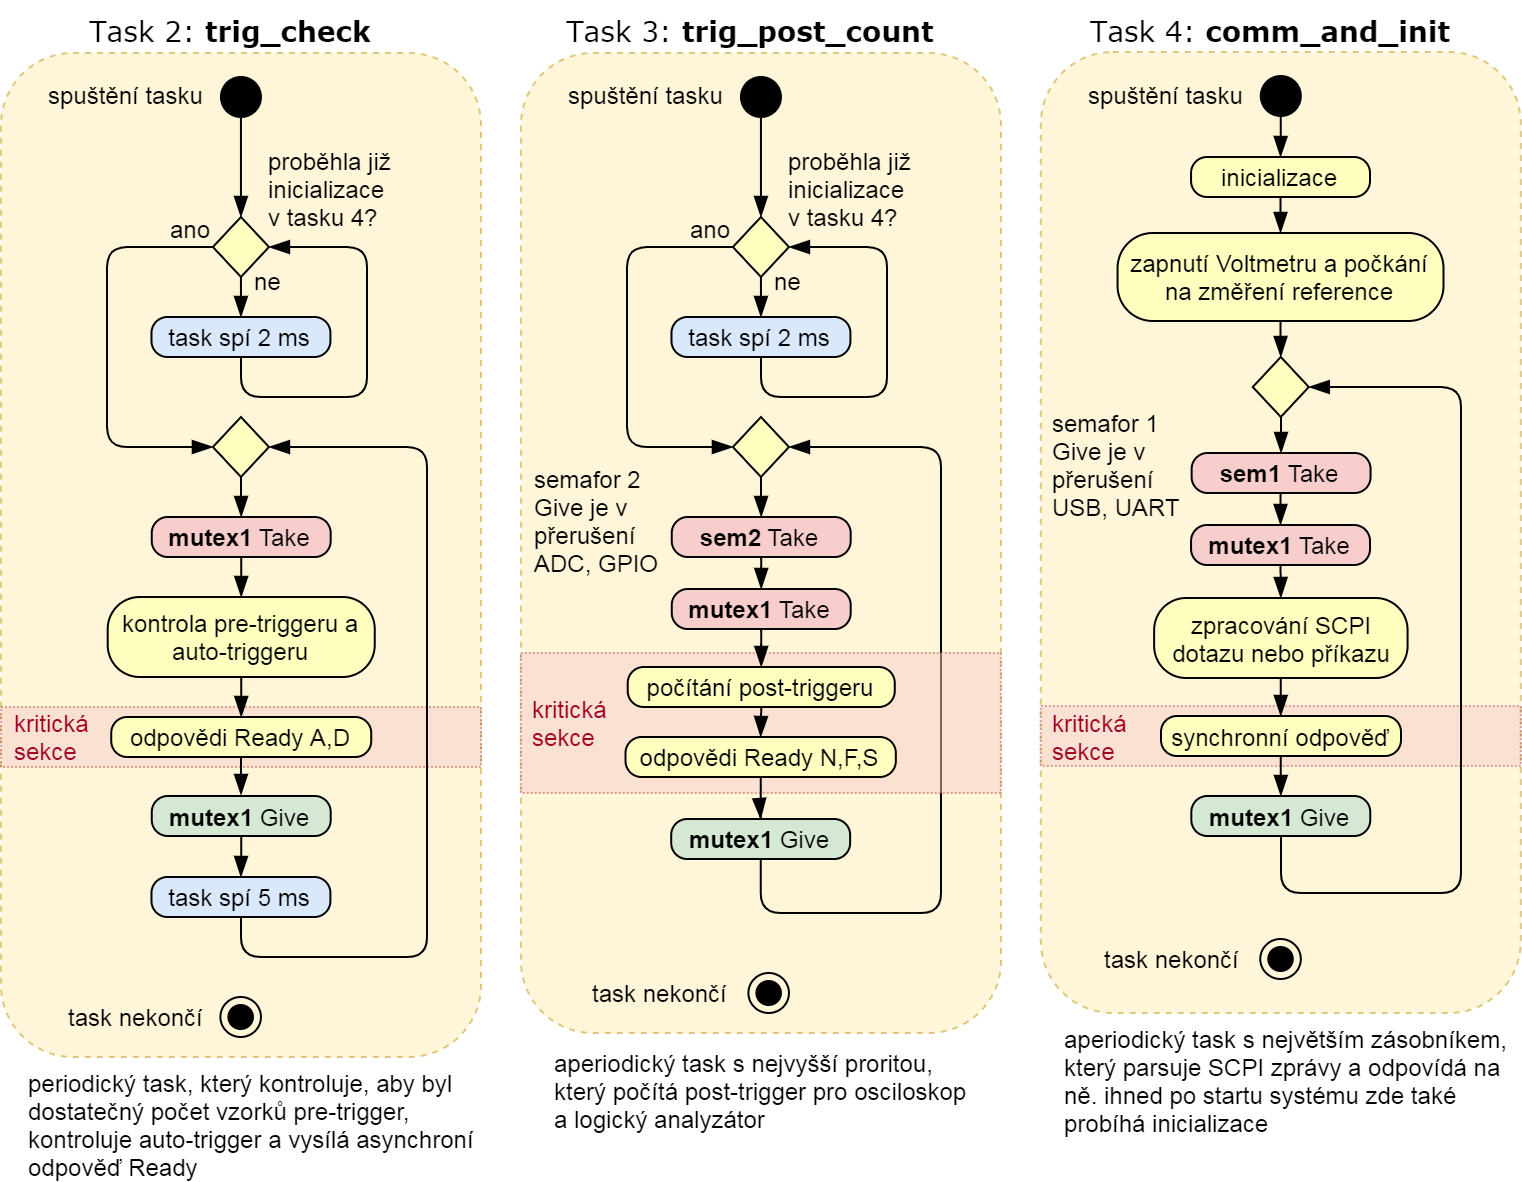 Task 2: trig_check
spuštění tasku
proběhla již
inicializace
v tasku 4?
ano
ne
task spí 2 ms
mutex1 Take
kontrola pre-triggeru a
auto-triggeru
kritická
sekce
odpovědi Ready A,D
mutex1 Give
task spí 5 ms
task nekončí
periodický task, který kontroluje, aby byl
dostatečný počet vzorků pre-trigger,
kontroluje auto-trigger a vysílá asynchroní
odpověď Ready
Task 3: trig_post_count
spuštění tasku
proběhla již
inicializace
v tasku 4?
ano
ne
task spí 2 ms
semafor 2
Give je v
přerušení
ADC, GPIO
sem2 Take
mutex1 Take
kritická
sekce
počítání post-triggeru
odpovědi Ready N,F,S
mutex1 Give
task nekončí
aperiodický task s nejvyšší proritou,
který počítá post-trigger pro osciloskop
a logický analyzátor
Task 4: comm_and_init
spuštění tasku
inicializace
zapnutí Voltmetru a počkání
na změření reference
semafor 1
Give je v
přerušení
USB, UART
sem1 Take
mutex1 Take
zpracování SCPI
dotazu nebo příkazu
kritická
sekce
synchronní odpověď
mutex1 Give
task nekončí
aperiodický task s největším zásobníkem,
který parsuje SCPI zprávy a odpovídá na
ně. ihned po startu systému zde také
probíhá inicializace